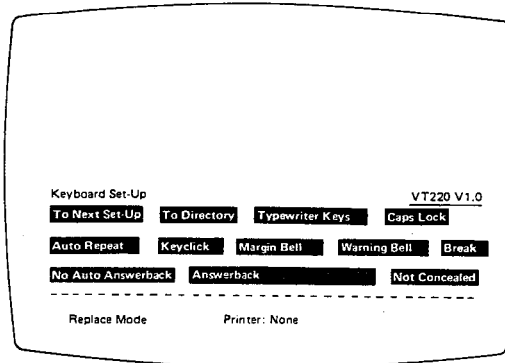 Keyboard Set-Up VT220 V1.0
To Next Set-Up To Directory Typewriter Keys Caps Lock
Auto Repeat Keyclick Margin Bell Warning Bell Break
No Auto Answerback Answerback Not Concealed
Replace Mode Printer: None